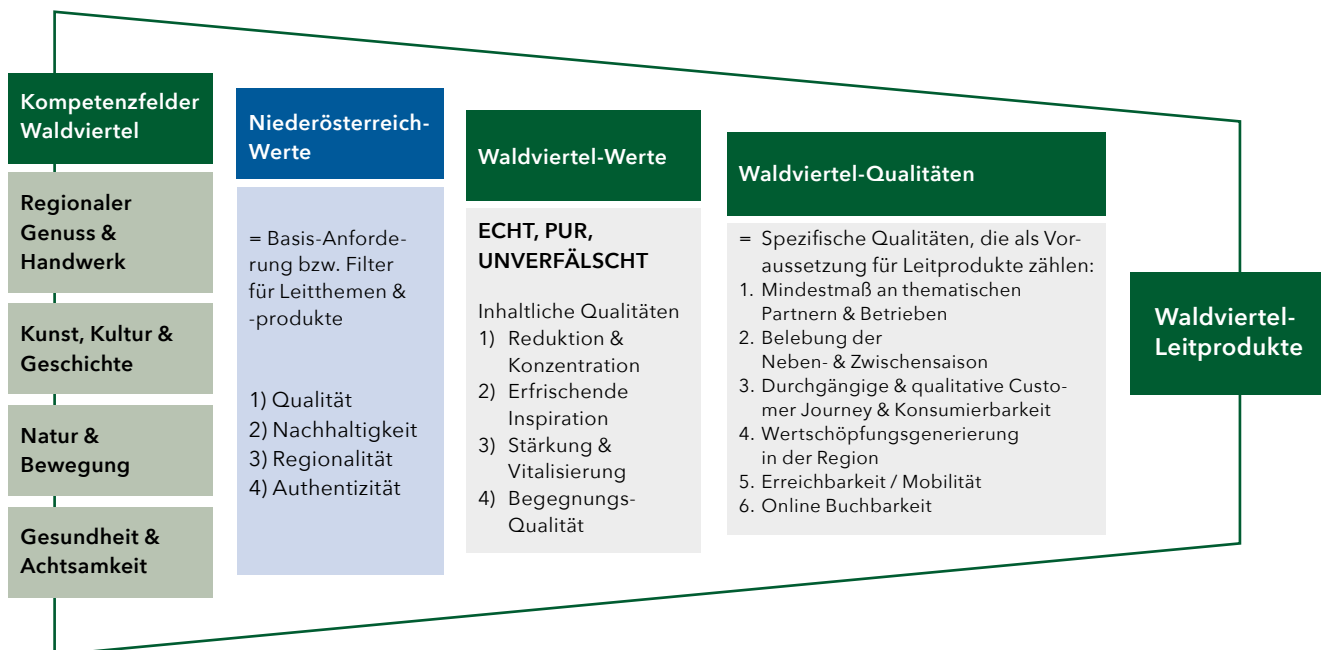 Kompetenzfelder
Waldviertel
Regionaler
Genuss &
Handwerk
Kunst, Kultur &
Geschichte
Natur &
Bewegung
Gesundheit &
Achtsamkeit
Niederösterreich-
Werte
= Basis-Anforde-
rung bzw. Filter
für Leitthemen &
-produkte
1) Qualität
2) Nachhaltigkeit
3) Regionalität
4) Authentizität
Waldviertel-Werte
ECHT, PUR,
UNVERFÄLSCHT
Inhaltliche Qualitäten
1) Reduktion &
Konzentration
2) Erfrischende
Inspiration
3) Stärkung &
Vitalisierung
4) Begegnungs-
Qualität
Waldviertel-Qualitäten
= Spezifische Qualitäten, die als Vor-
aussetzung für Leitprodukte zählen:
1. Mindestmaß an thematischen
Partnern & Betrieben
2. Belebung der
Neben- & Zwischensaison
3. Durchgängige & qualitative Custo-
mer Journey & Konsumierbarkeit
4. Wertschöpfungsgenerierung
in der Region
5. Erreichbarkeit / Mobilität
6. Online Buchbarkeit
Waldviertel-
Leitprodukte